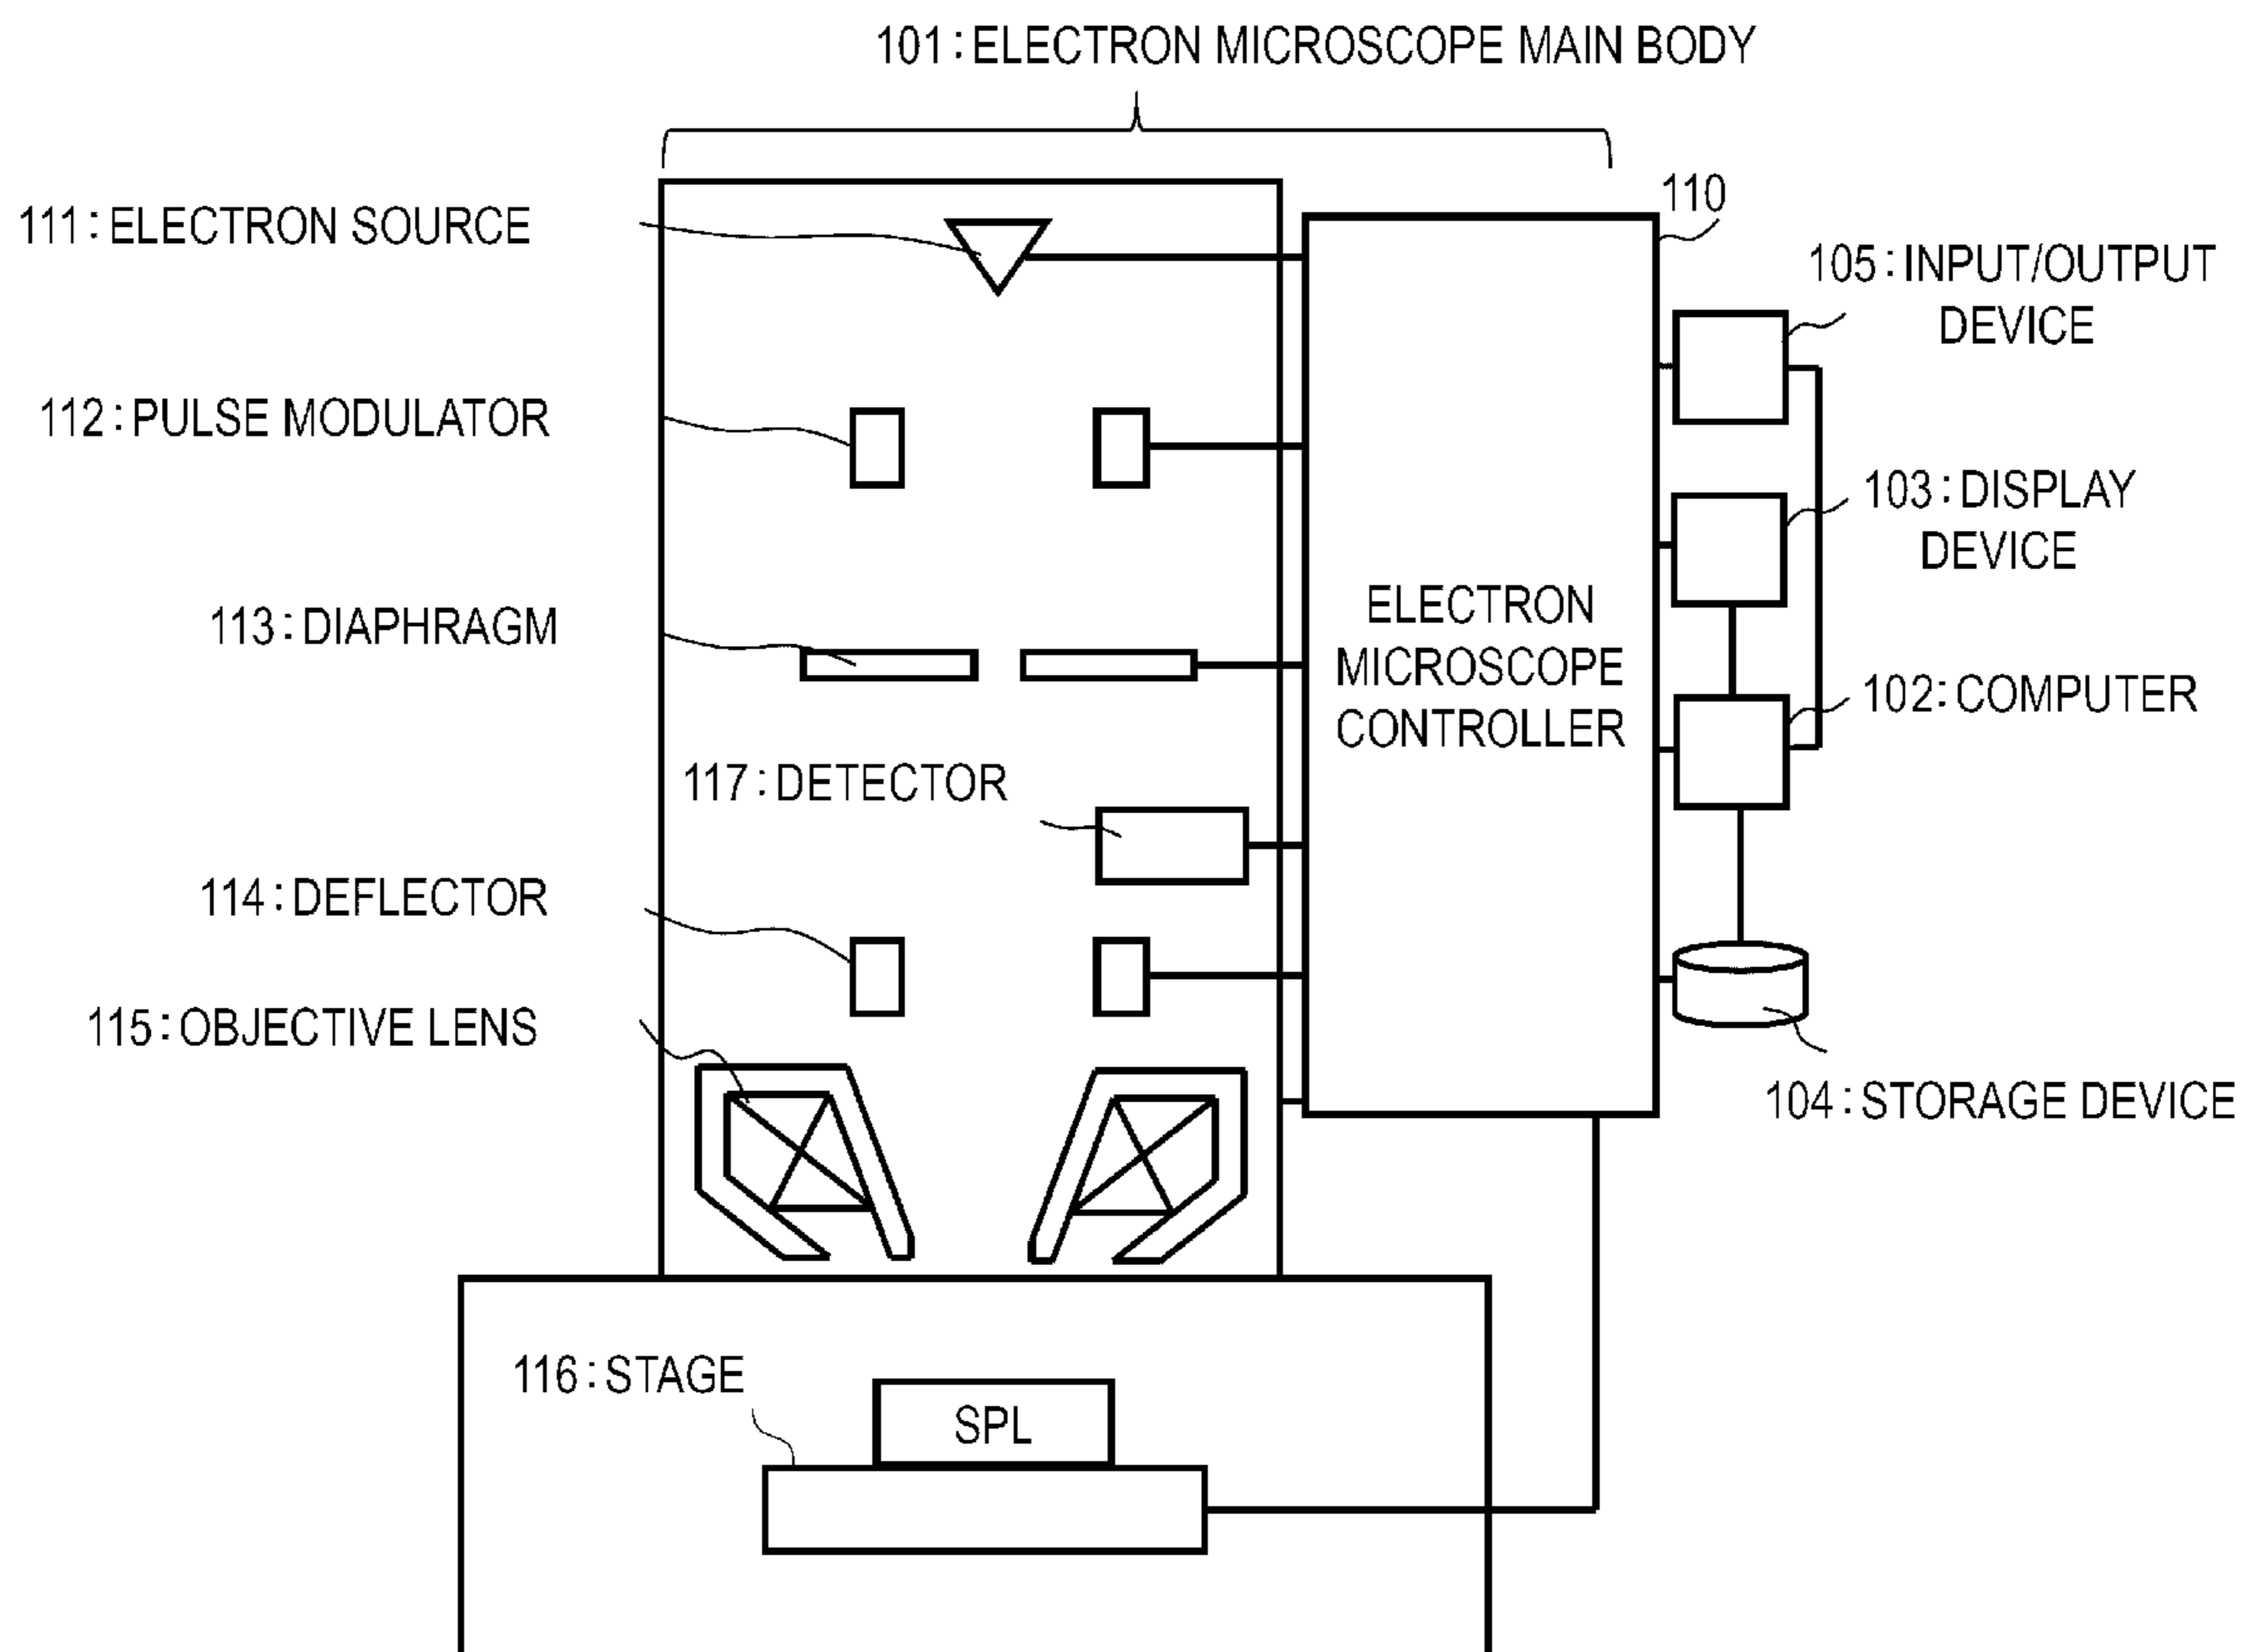 101:ELECTRON MICROSCOPE MAIN BODY
110
111:ELECTRON SOURCE
105:INPUT/OUTPUT
DEVICE
112:PULSE MODULATOR
103:DISPLAY
DEVICE
113:DIAPHRAGM
ELECTRON
MICROSCOPE
CONTROLLER
102:COMPUTER
117:DETECTOR
114:DEFLECTOR
115:OBJECTIVE LENS
104:STORAGE DEVICE
116:STAGE
SPL